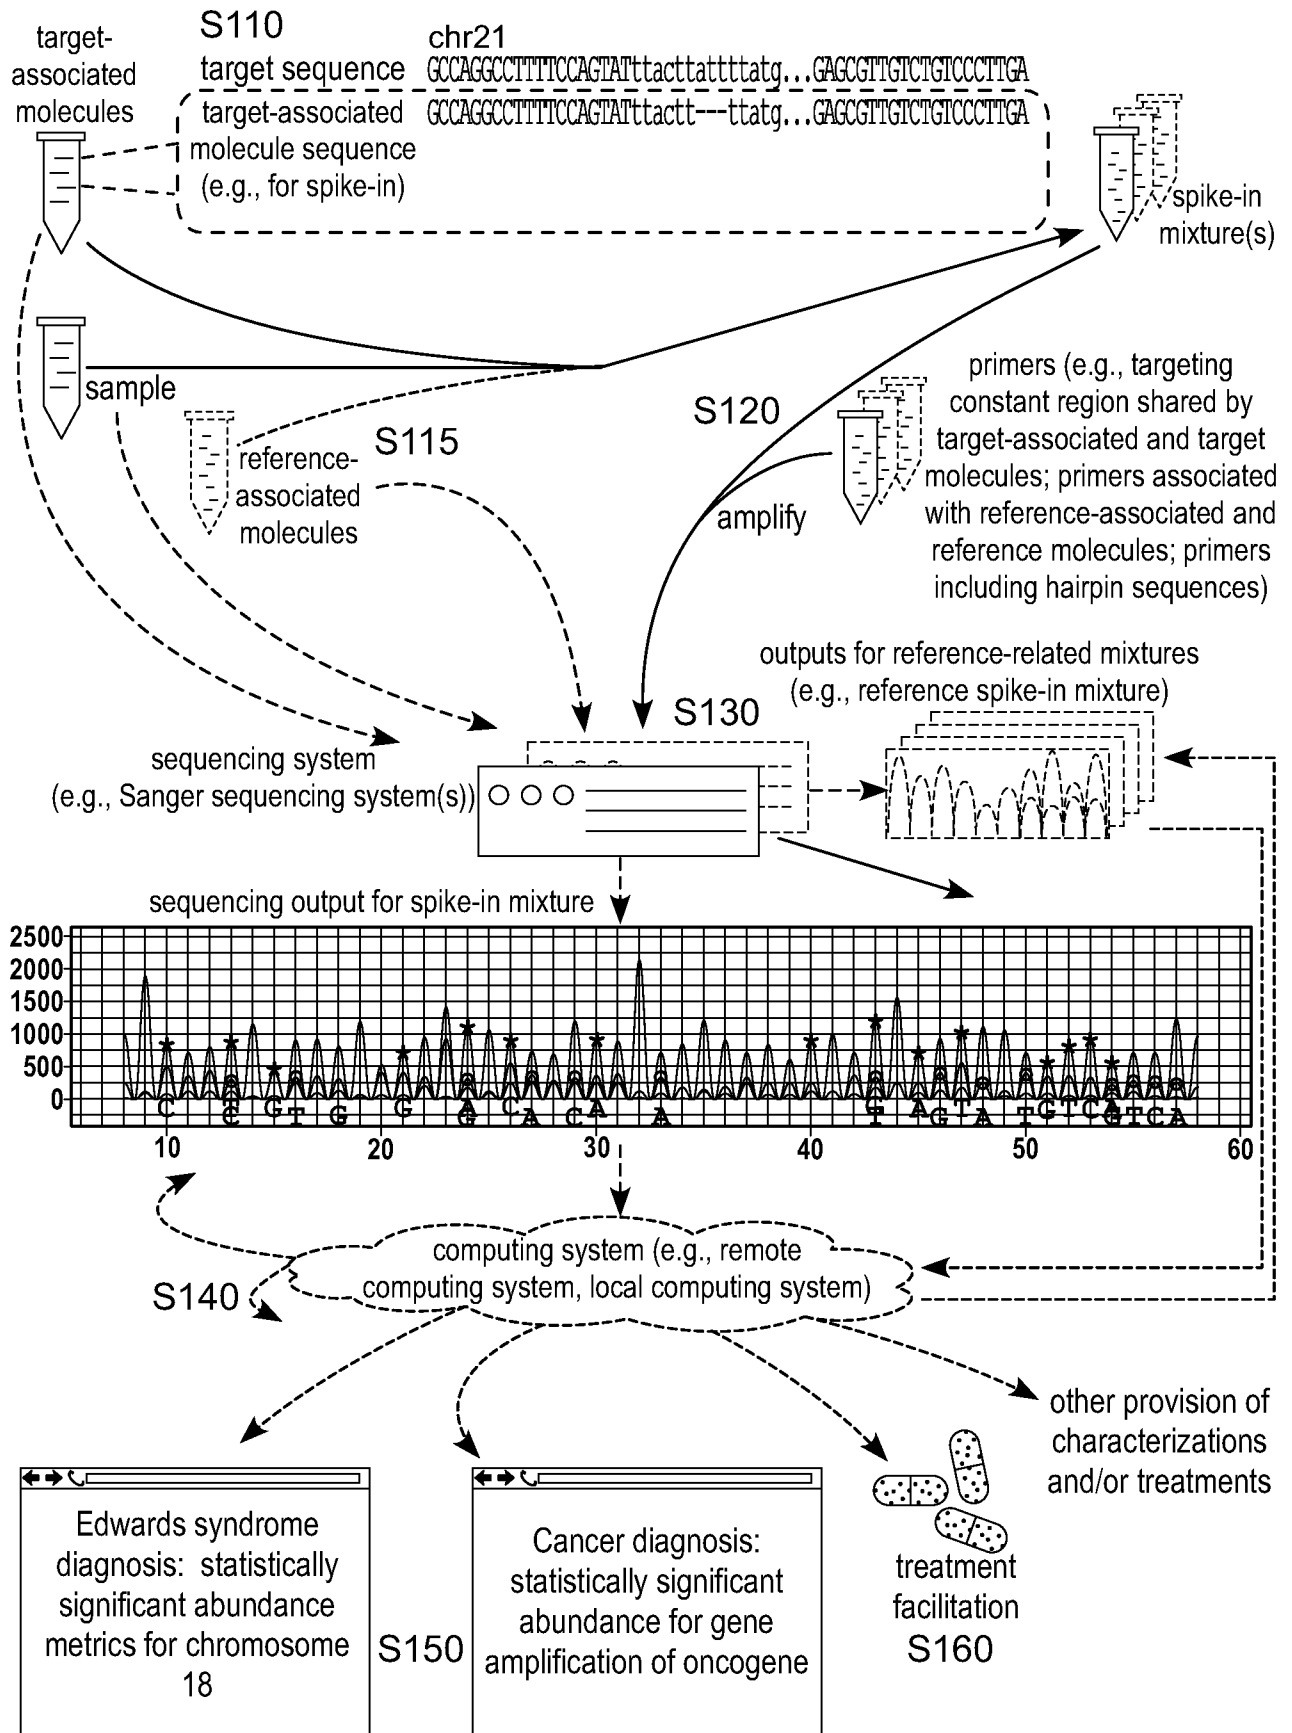 target-
associated
molecules
S110
chr21
target sequence GCCAGGCCTTTTCCAGTATttacttattttatg...GAGCGTTGTCTGTCCCTTGA
target-associated GCCAGGCCTTTTCCAGTATttactt---ttatg...GAGCGTTGTCTGTCCCTTGA
molecule sequence
(e.g., for spike-in)
spike-in
mixture(s)
sample
S115
reference-
associated
molecules
S120
amplify
primers (e.g., targeting
constant region shared by
target-associated and target
molecules; primers associated
with reference-associated and
reference molecules; primers
including hairpin sequences)
outputs for reference-related mixtures
(e.g., reference spike-in mixture)
S130
sequencing system
(e.g., Sanger sequencing system(s))
sequencing output for spike-in mixture
2500
2000
1500
1000
500
0
C G T G G C A C A A A G A T G T C G T C A
10 20 30 40 50 60
computing system (e.g., remote
computing system, local computing system)
S140
other provision of
characterizations
and/or treatments
Edwards syndrome
diagnosis: statistically
significant abundance
metrics for chromosome
18
S150
Cancer diagnosis:
statistically significant
abundance for gene
amplification of oncogene
treatment
facilitation
S160